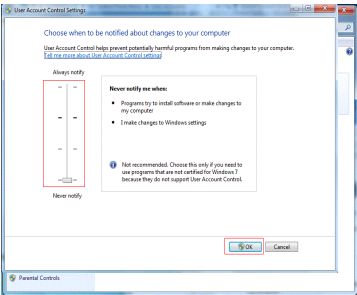 User Account Control Settings
Choose when to be notified about changes to your computer
User Account Control helps prevent potentially harmful programs from making changes to your computer.
Tell me more about User Account Control settings
Always notify
Never notify me when:
Programs try to install software or make changes to
my computer
I make changes to Windows settings
Not recommended. Choose this only if you need to
use programs that are not certified for Windows 7
because they do not support User Account Control.
Never notify
OK
Cancel
Parental Controls